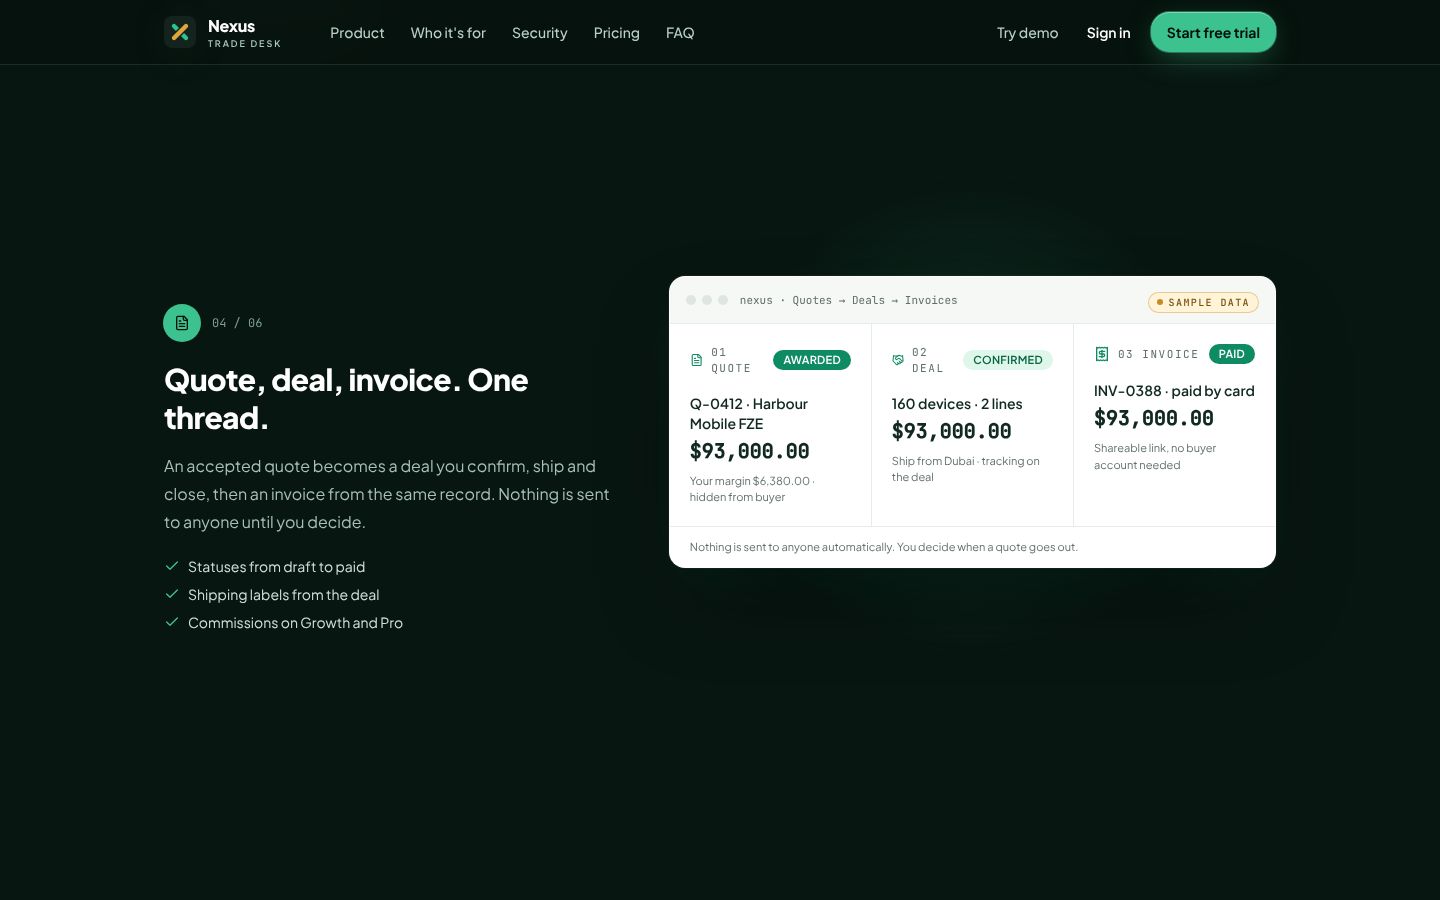 Nexus
TRADE DESK
Product
Who it's for
Security
Pricing
FAQ
Try demo
Sign in
Start free trial
04 / 06
Quote, deal, invoice. One
thread.
An accepted quote becomes a deal you confirm, ship and
close, then an invoice from the same record. Nothing is sent
to anyone until you decide.
Statuses from draft to paid
Shipping labels from the deal
Commissions on Growth and Pro
nexus · Quotes → Deals → Invoices
SAMPLE DATA
01
QUOTE
AWARDED
Q-0412 · Harbour
Mobile FZE
$93,000.00
Your margin $6,380.00 ·
hidden from buyer
02
DEAL
CONFIRMED
160 devices · 2 lines
$93,000.00
Ship from Dubai · tracking on
the deal
03 INVOICE
PAID
INV-0388 · paid by card
$93,000.00
Shareable link, no buyer
account needed
Nothing is sent to anyone automatically. You decide when a quote goes out.